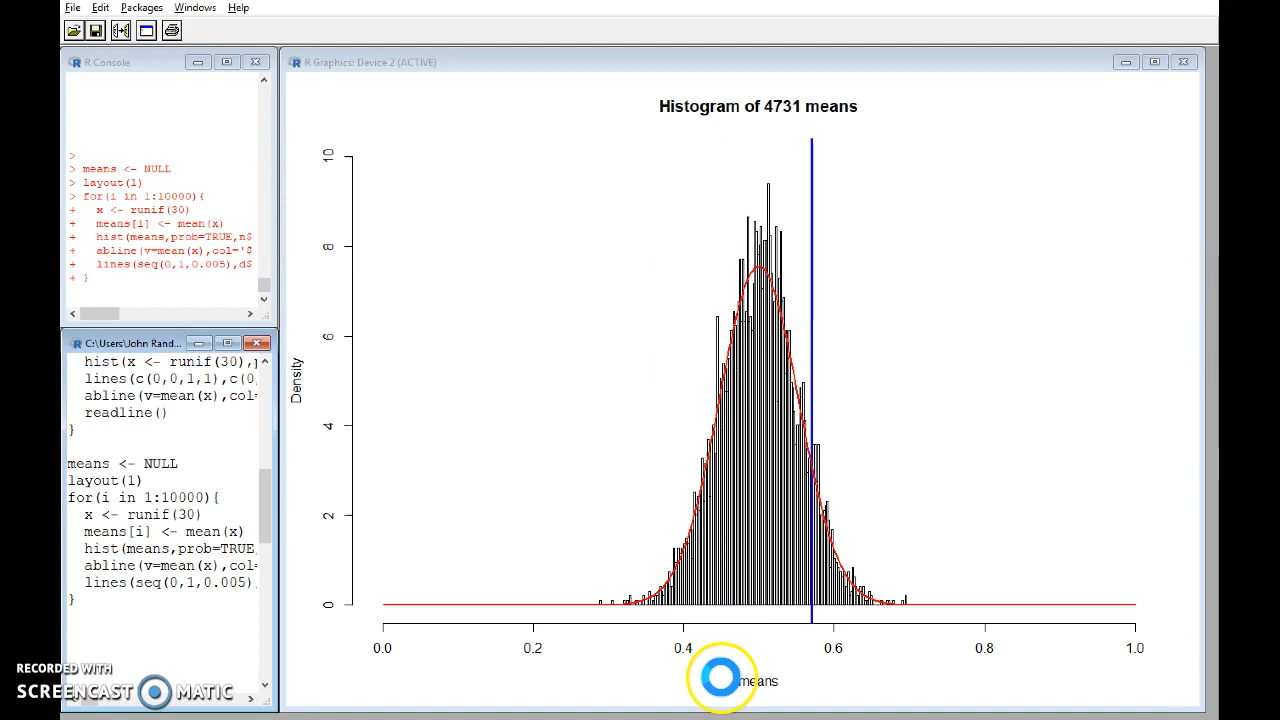 File Edit Packages Windows Help
R Console
>
> means <- NULL
> layout(1)
> for(i in 1:10000){
+ x <- runif(30)
+ means[i] <- mean(x)
+ hist(means,prob=TRUE,n$
+ abline(v=mean(x),col='$
+ lines(seq(0,1,0.005),d$
+ }
C:\Users\John Rand...
hist(x <- runif(30),
lines(c(0,0,1,1),c(0,
abline(v=mean(x),col=
readline()
}
means <- NULL
layout(1)
for(i in 1:10000){
x <- runif(30)
means[i] <- mean(x)
hist(means,prob=TRUE,
abline(v=mean(x),col=
lines(seq(0,1,0.005),
}
R Graphics: Device 2 (ACTIVE)
Histogram of 4731 means
Density
10
8
6
4
2
0
0.0 0.2 0.4 0.6 0.8 1.0
means
RECORDED WITH
SCREENCAST MATIC